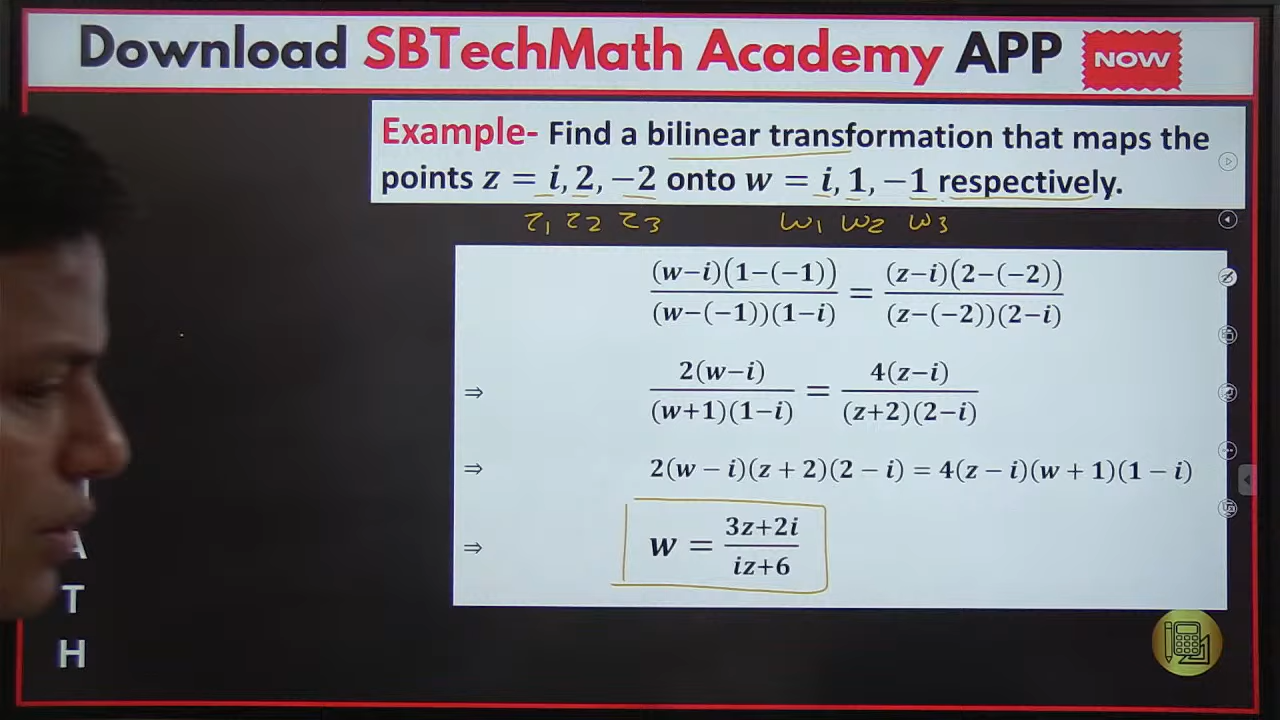 Download SBTechMath Academy APP NOW
Example- Find a bilinear transformation that maps the
points z = i, 2, −2 onto w = i, 1, −1 respectively.
z₁ z₂ z₃ w₁ w₂ w₃
(w−i)(1−(−1)) / (w−(−1))(1−i) = (z−i)(2−(−2)) / (z−(−2))(2−i)
⇒ 2(w−i) / (w+1)(1−i) = 4(z−i) / (z+2)(2−i)
⇒ 2(w − i)(z + 2)(2 − i) = 4(z − i)(w + 1)(1 − i)
⇒ w = 3z+2i / iz+6
A
T
H